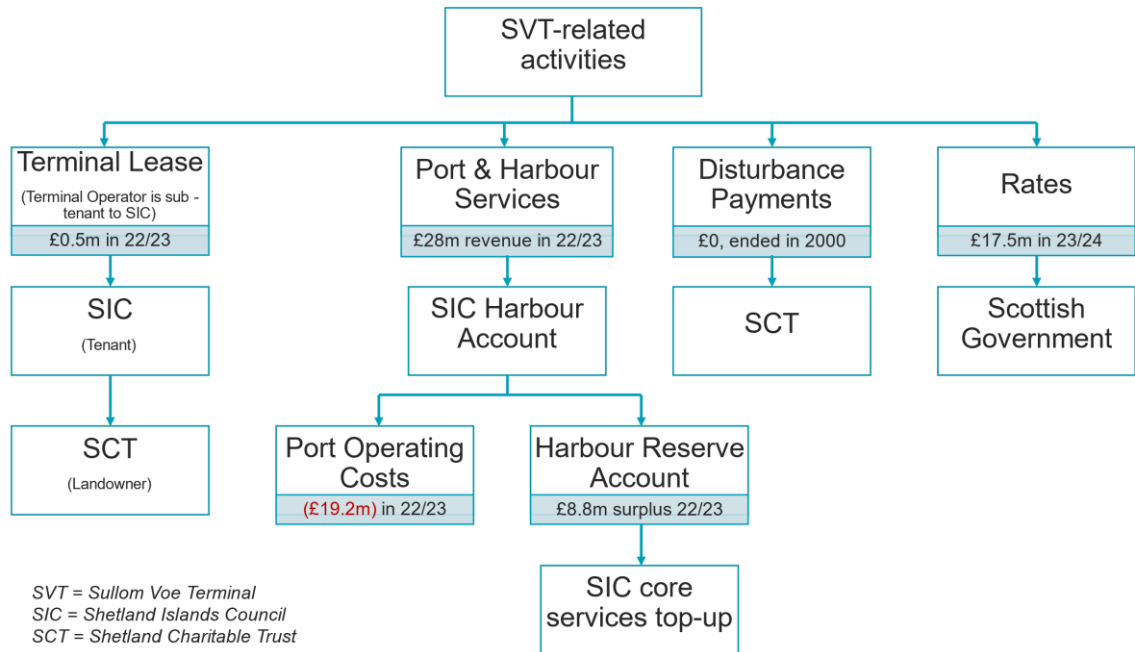 SVT-related
activities
Terminal Lease
(Terminal Operator is sub -
tenant to SIC)
£0.5m in 22/23
Port & Harbour
Services
£28m revenue in 22/23
Disturbance
Payments
£0, ended in 2000
Rates
£17.5m in 23/24
SIC
(Tenant)
SIC Harbour
Account
SCT
Scottish
Government
SCT
(Landowner)
Port Operating
Costs
(£19.2m) in 22/23
Harbour Reserve
Account
£8.8m surplus 22/23
SIC core
services top-up
SVT = Sullom Voe Terminal
SIC = Shetland Islands Council
SCT = Shetland Charitable Trust